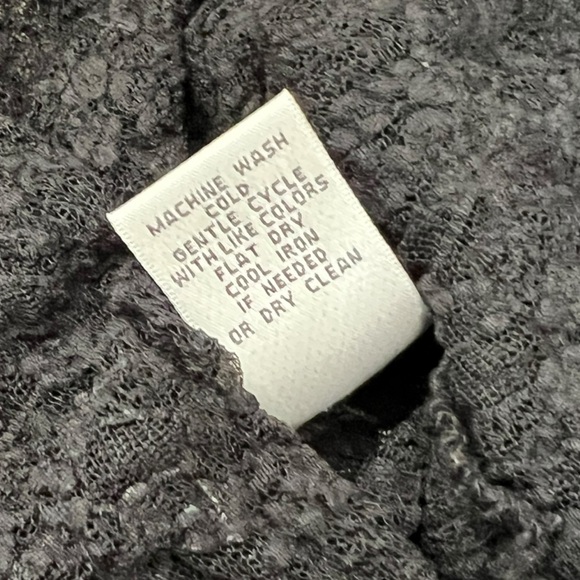 MACHINE WASH
COLD
GENTLE CYCLE
WITH LIKE COLORS
FLAT DRY
COOL IRON
IF NEEDED
OR DRY CLEAN